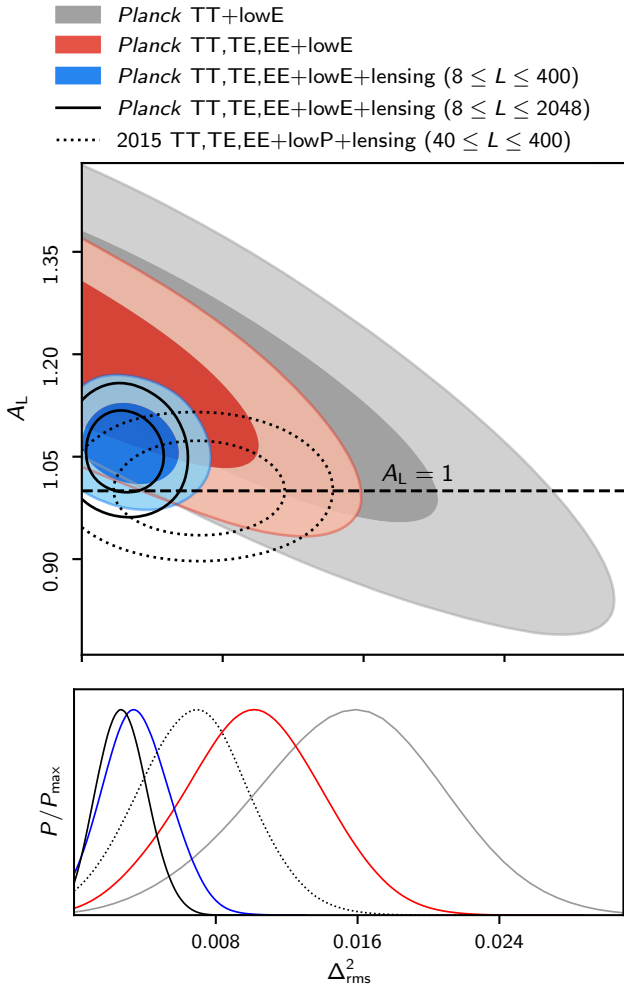 Planck TT+lowE
Planck TT,TE,EE+lowE
Planck TT,TE,EE+lowE+lensing (8 ≤ L ≤ 400)
Planck TT,TE,EE+lowE+lensing (8 ≤ L ≤ 2048)
2015 TT,TE,EE+lowP+lensing (40 ≤ L ≤ 400)
1.35
1.20
1.05
0.90
A_L
A_L = 1
P/P_max
0.008
0.016
0.024
Δ²_rms